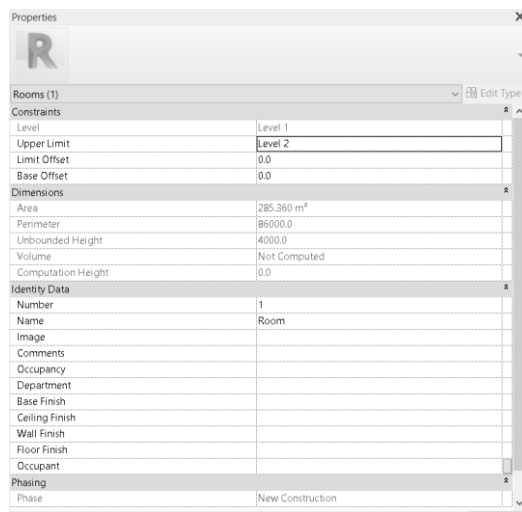 Properties
R
Rooms (1)
Edit Type
Constraints
Level Level 1
Upper Limit Level 2
Limit Offset 0.0
Base Offset 0.0
Dimensions
Area 285.360 m²
Perimeter 86000.0
Unbounded Height 4000.0
Volume Not Computed
Computation Height 0.0
Identity Data
Number 1
Name Room
Image
Comments
Occupancy
Department
Base Finish
Ceiling Finish
Wall Finish
Floor Finish
Occupant
Phasing
Phase New Construction